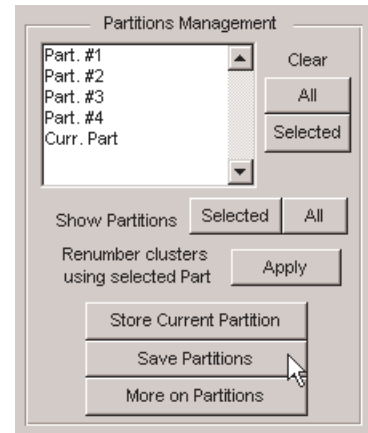 Partitions Management
Part. #1
Part. #2
Part. #3
Part. #4
Curr. Part
Clear
All
Selected
Show Partitions Selected All
Renumber clusters
using selected Part
Apply
Store Current Partition
Save Partitions
More on Partitions